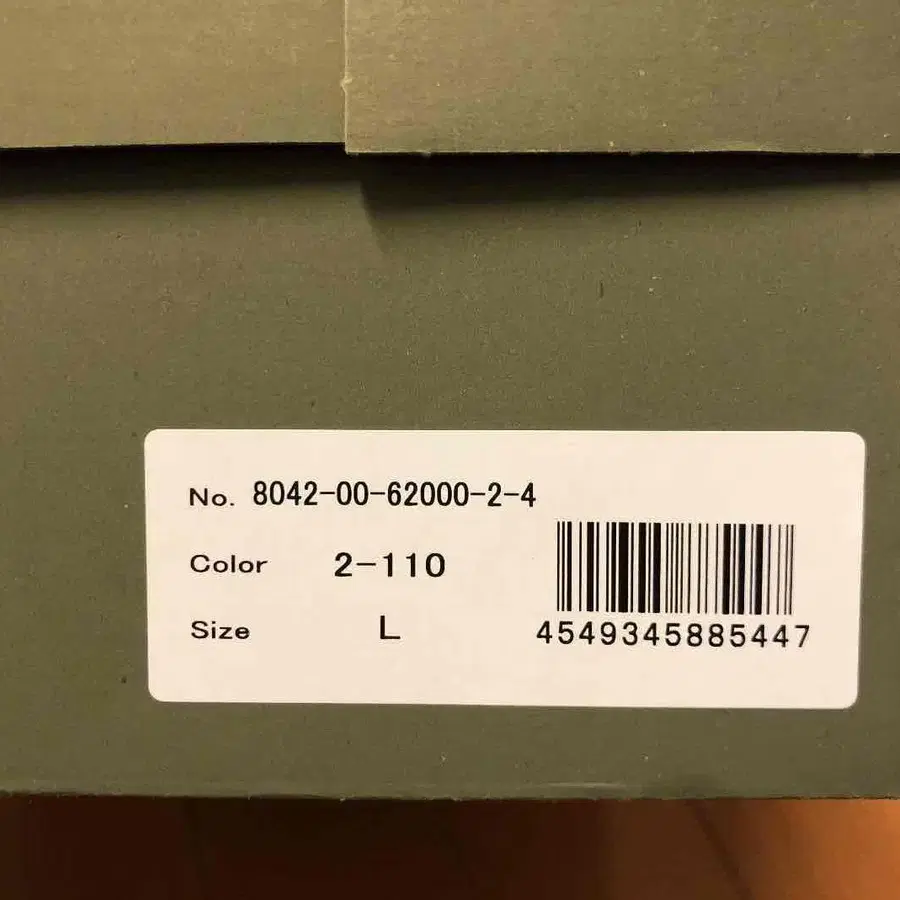 No. 8042-00-62000-2-4
Color 2-110
Size L
4549345885447